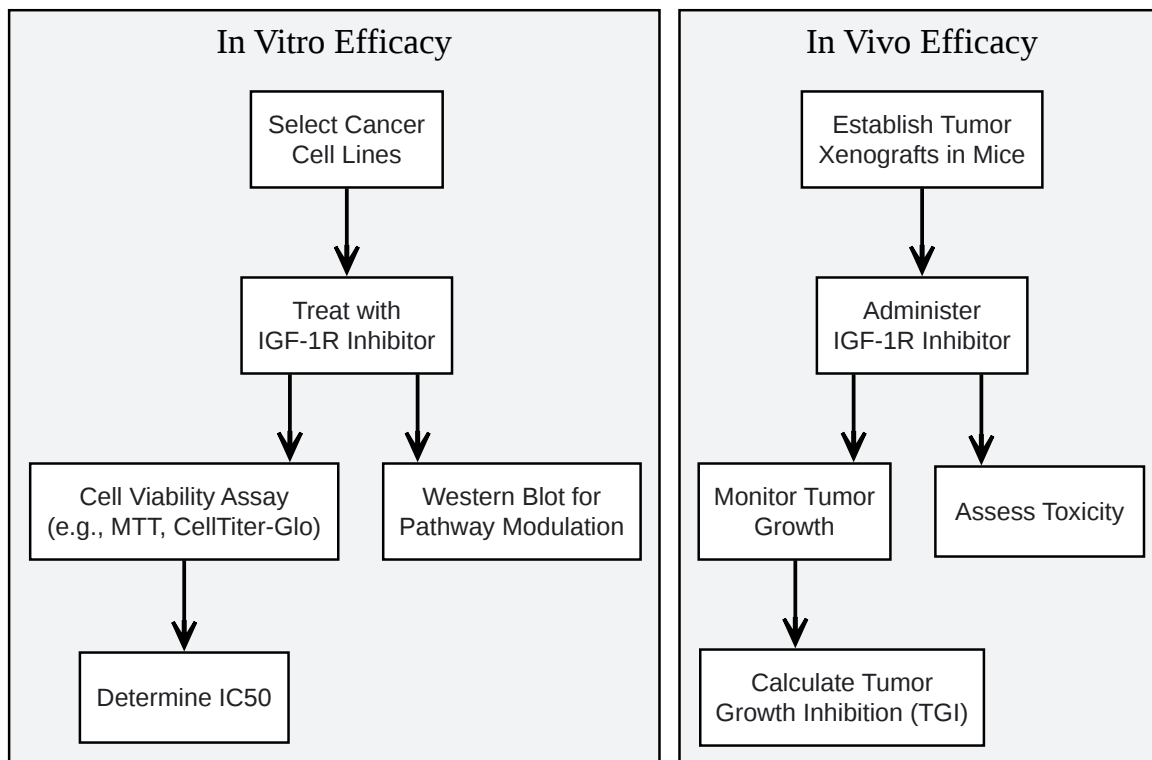 In Vitro Efficacy
Select Cancer
Cell Lines
Treat with
IGF-1R Inhibitor
Cell Viability Assay
(e.g., MTT, CellTiter-Glo)
Western Blot for
Pathway Modulation
Determine IC50
In Vivo Efficacy
Establish Tumor
Xenografts in Mice
Administer
IGF-1R Inhibitor
Monitor Tumor
Growth
Assess Toxicity
Calculate Tumor
Growth Inhibition (TGI)